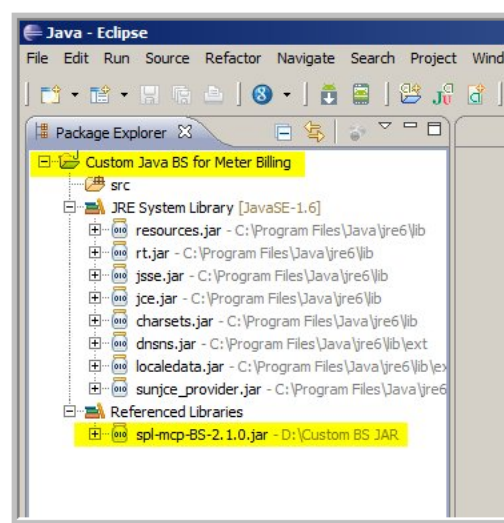 Java - Eclipse
File Edit Run Source Refactor Navigate Search Project Wind
Package Explorer
Custom Java BS for Meter Billing
src
JRE System Library [JavaSE-1.6]
resources.jar - C:\Program Files\Java\jre6\lib
rt.jar - C:\Program Files\Java\jre6\lib
jsse.jar - C:\Program Files\Java\jre6\lib
jce.jar - C:\Program Files\Java\jre6\lib
charsets.jar - C:\Program Files\Java\jre6\lib
dnsns.jar - C:\Program Files\Java\jre6\lib\ext
localedata.jar - C:\Program Files\Java\jre6\lib\ex
sunjce_provider.jar - C:\Program Files\Java\jre6
Referenced Libraries
spl-mcp-BS-2.1.0.jar - D:\Custom BS JAR